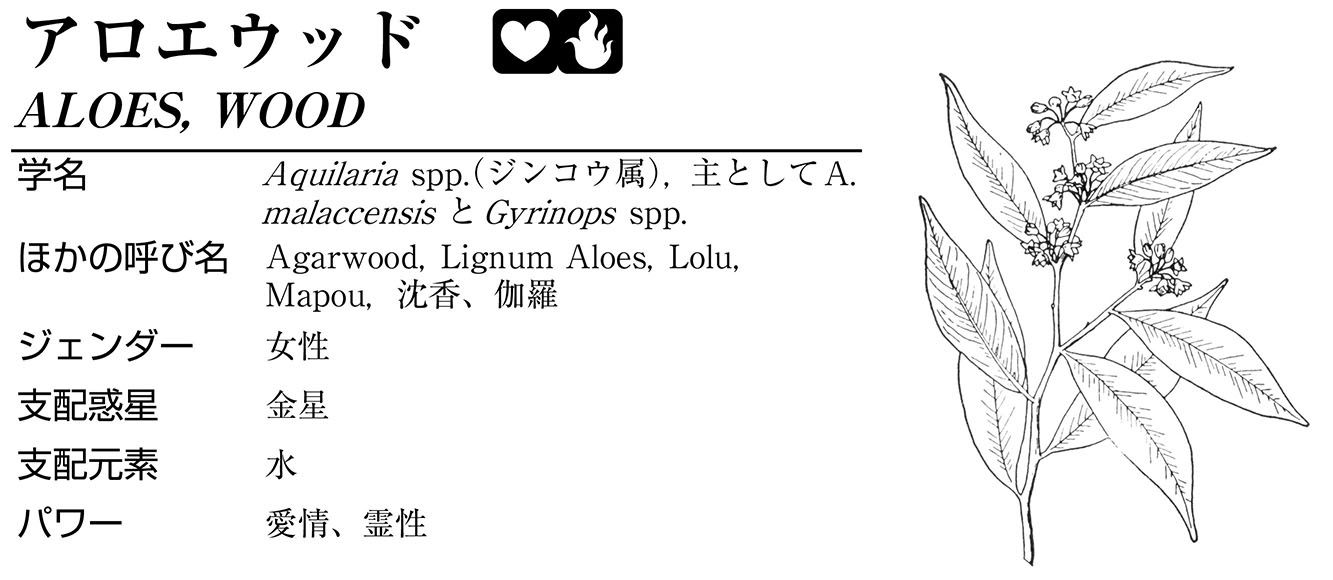 アロエウッド
ALOES, WOOD
学名 Aquilaria spp.(ジンコウ属), 主としてA.
malaccensis と Gyrinops spp.
ほかの呼び名 Agarwood, Lignum Aloes, Lolu,
Mapou, 沈香、伽羅
ジェンダー 女性
支配惑星 金星
支配元素 水
パワー 愛情、霊性